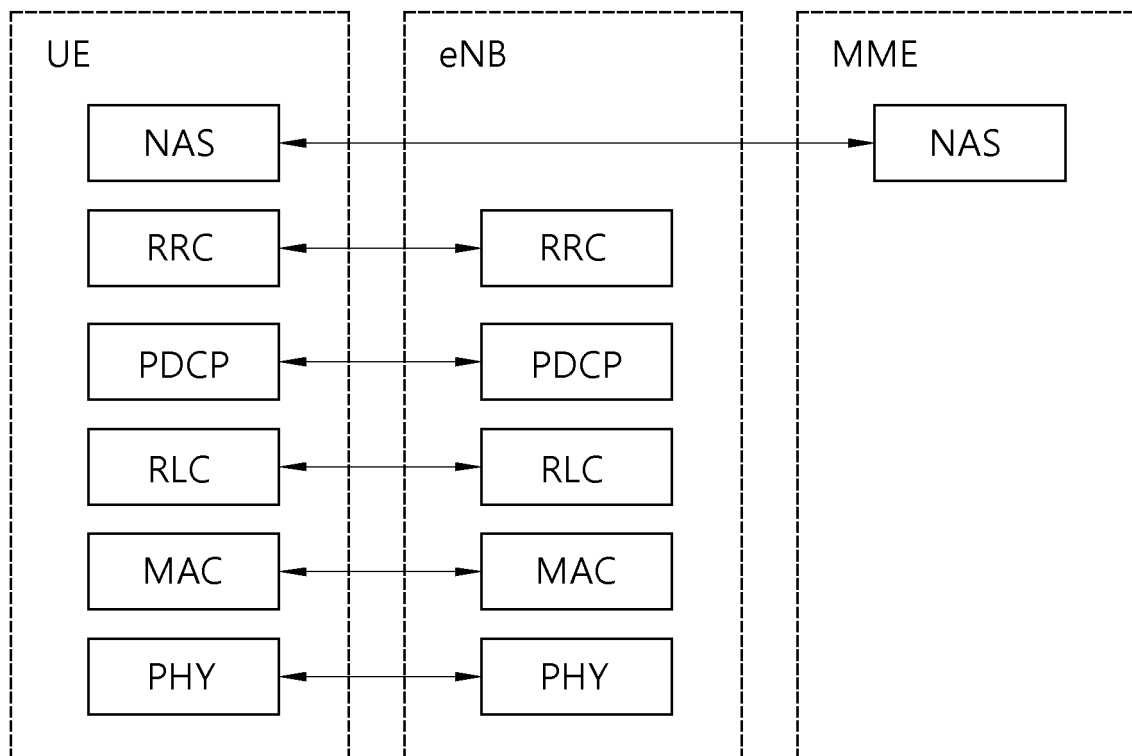 UE eNB MME
NAS NAS
RRC RRC
PDCP PDCP
RLC RLC
MAC MAC
PHY PHY